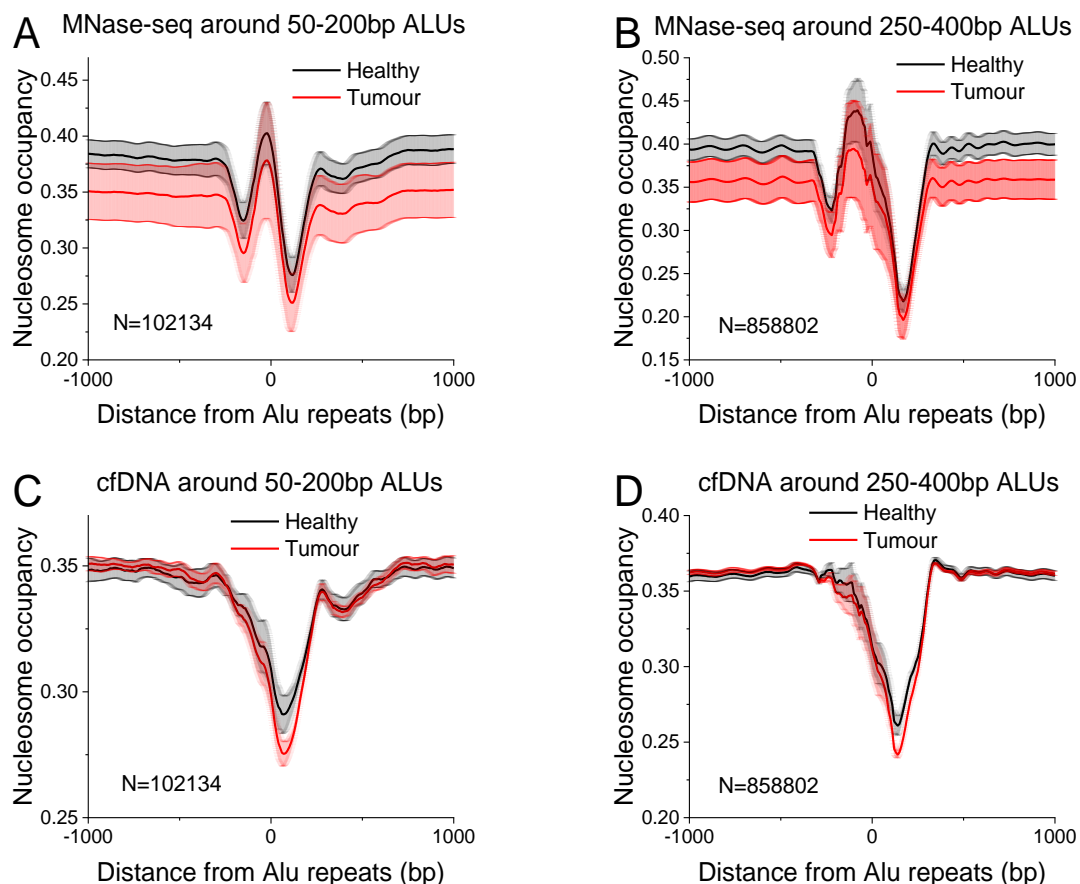 A
MNase-seq around 50-200bp ALUs
Healthy
Tumour
0.45
0.40
0.35
0.30
0.25
0.20
Nucleosome occupancy
N=102134
-1000
0
1000
Distance from Alu repeats (bp)
B
MNase-seq around 250-400bp ALUs
Healthy
Tumour
0.50
0.45
0.40
0.35
0.30
0.25
0.20
0.15
Nucleosome occupancy
N=858802
-1000
0
1000
Distance from Alu repeats (bp)
C
cfDNA around 50-200bp ALUs
Healthy
Tumour
0.35
0.30
0.25
Nucleosome occupancy
N=102134
-1000
0
1000
Distance from Alu repeats (bp)
D
cfDNA around 250-400bp ALUs
Healthy
Tumour
0.40
0.35
0.30
0.25
0.20
Nucleosome occupancy
N=858802
-1000
0
1000
Distance from Alu repeats (bp)